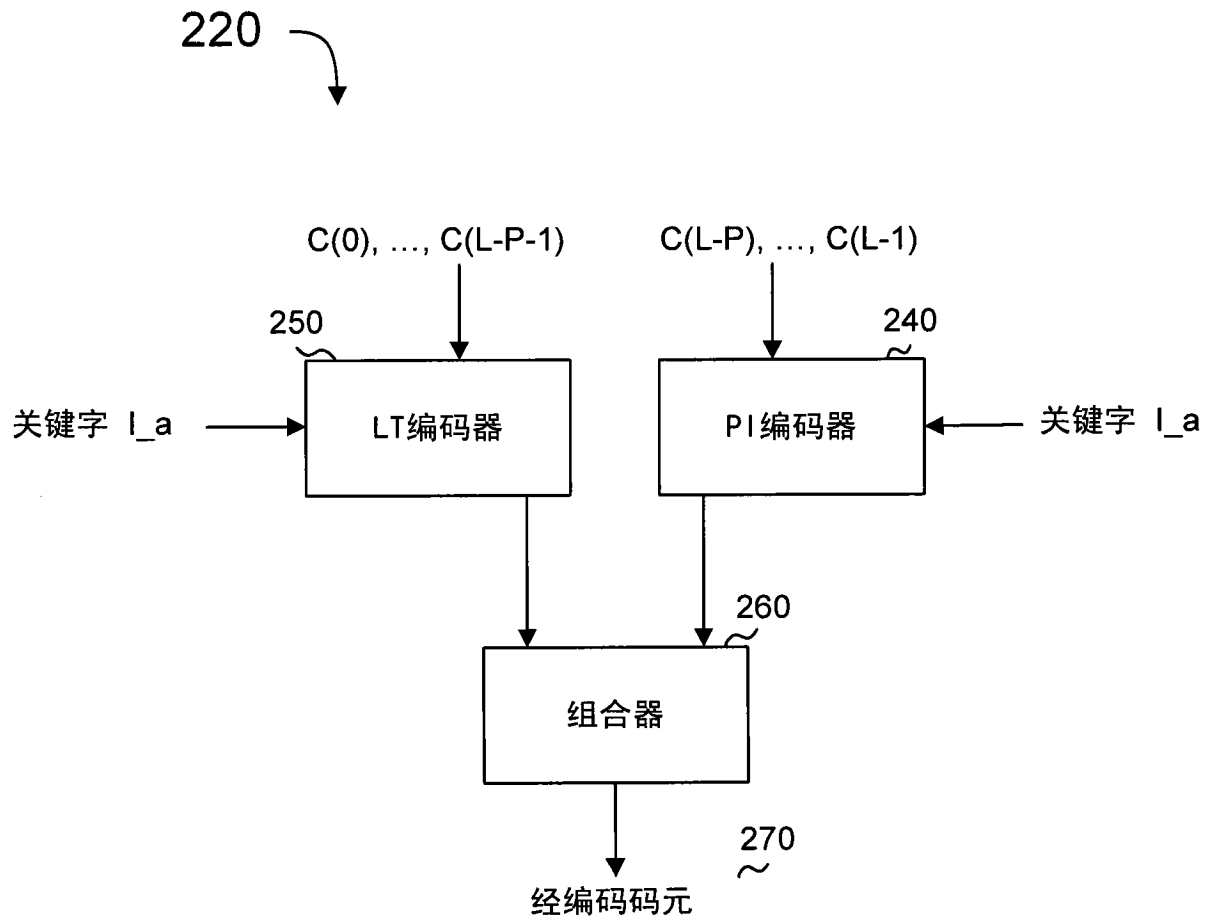 220
C(0), ..., C(L-P-1)
C(L-P), ..., C(L-1)
250
240
关键字 I_a
LT编码器
PI编码器
关键字 I_a
260
组合器
270
经编码码元